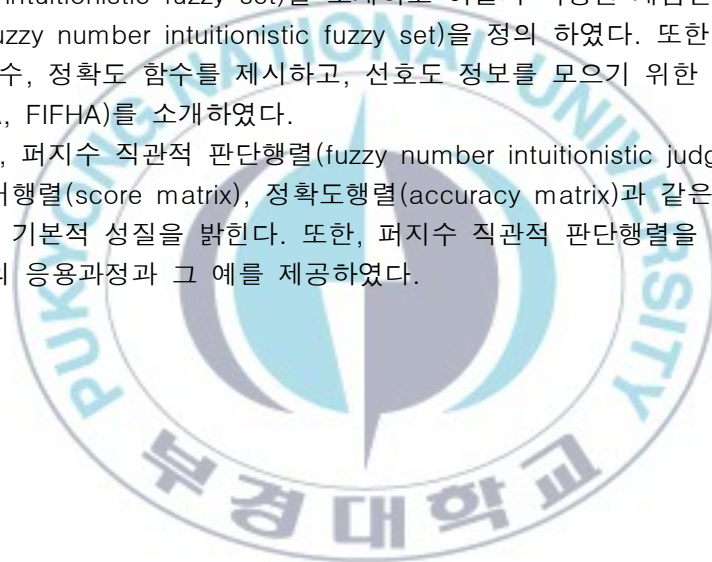 intuitionistic fuzzy set)를 소개하고 이들의 확장된 개념인
uzzy number intuitionistic fuzzy set)을 정의 하였다. 또한
수, 정확도 함수를 제시하고, 선호도 정보를 모으기 위한
, FIFHA)를 소개하였다.
, 퍼지수 직관적 판단행렬(fuzzy number intuitionistic judg
행렬(score matrix), 정확도행렬(accuracy matrix)과 같은
기본적 성질을 밝힌다. 또한, 퍼지수 직관적 판단행렬을
의 응용과정과 그 예를 제공하였다.
PUKYONG NATIONAL UNIVERSITY
부경대학교